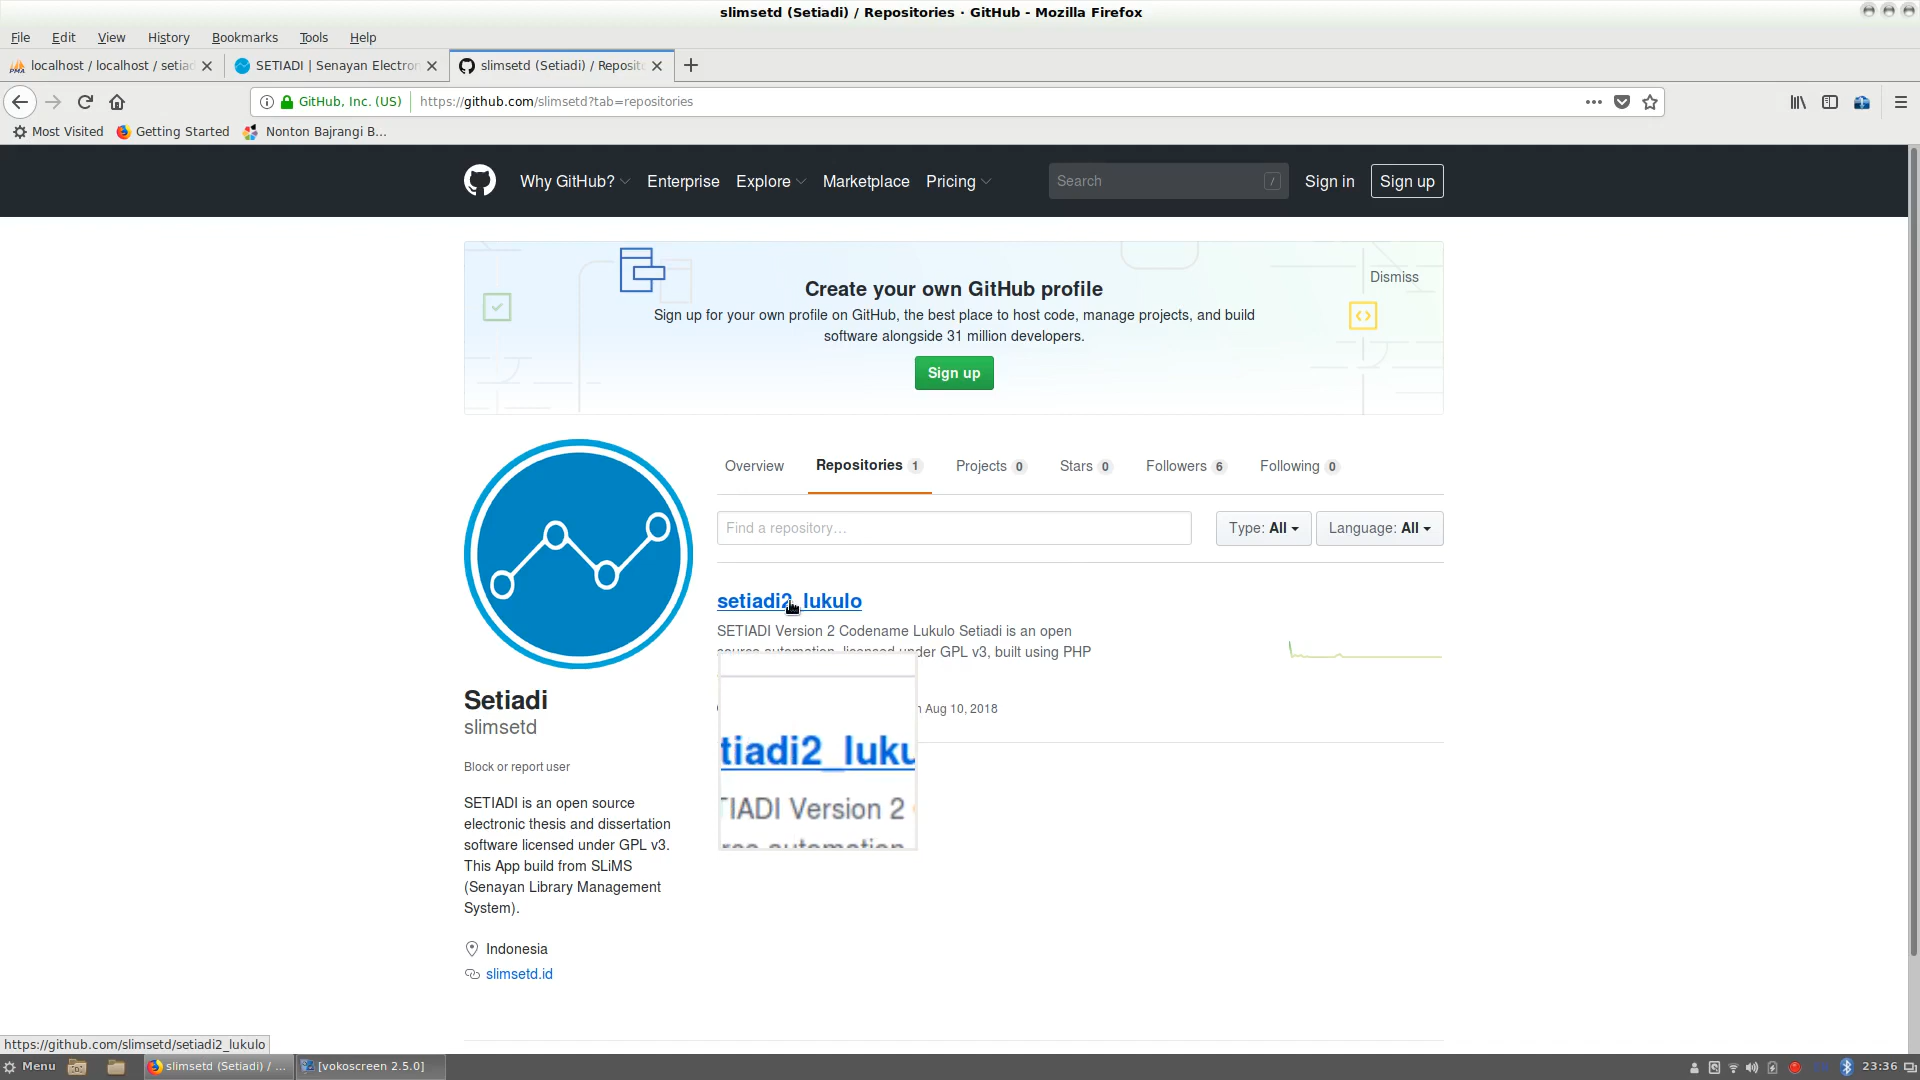 slimsetd (Setiadi) / Repositories · GitHub - Mozilla Firefox
File Edit View History Bookmarks Tools Help
localhost / localhost / setiad
SETIADI | Senayan Electron
slimsetd (Setiadi) / Reposit
GitHub, Inc. (US) https://github.com/slimsetd?tab=repositories
Most Visited Getting Started Nonton Bajrangi B...
Why GitHub? Enterprise Explore Marketplace Pricing Search / Sign in Sign up
Dismiss
Create your own GitHub profile
Sign up for your own profile on GitHub, the best place to host code, manage projects, and build
software alongside 31 million developers.
Sign up
Overview Repositories 1 Projects 0 Stars 0 Followers 6 Following 0
Find a repository... Type: All Language: All
setiadi2_lukulo
SETIADI Version 2 Codename Lukulo Setiadi is an open
source automation, licensed under GPL v3, built using PHP
Aug 10, 2018
tiadi2_luku
TIADI Version 2
Setiadi
slimsetd
Block or report user
SETIADI is an open source
electronic thesis and dissertation
software licensed under GPL v3.
This App build from SLiMS
(Senayan Library Management
System).
Indonesia
slimsetd.id
https://github.com/slimsetd/setiadi2_lukulo
Menu slimsetd (Setiadi) / ... [vokoscreen 2.5.0] 23:36